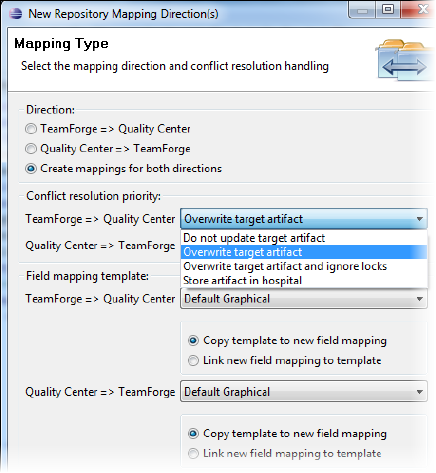 New Repository Mapping Direction(s)
Mapping Type
Select the mapping direction and conflict resolution handling
Direction:
TeamForge => Quality Center
Quality Center => TeamForge
Create mappings for both directions
Conflict resolution priority:
TeamForge => Quality Center Overwrite target artifact
Do not update target artifact
Quality Center => TeamForge Overwrite target artifact
Overwrite target artifact and ignore locks
Field mapping template: Store artifact in hospital
TeamForge => Quality Center Default Graphical
Copy template to new field mapping
Link new field mapping to template
Quality Center => TeamForge Default Graphical
Copy template to new field mapping
Link new field mapping to template